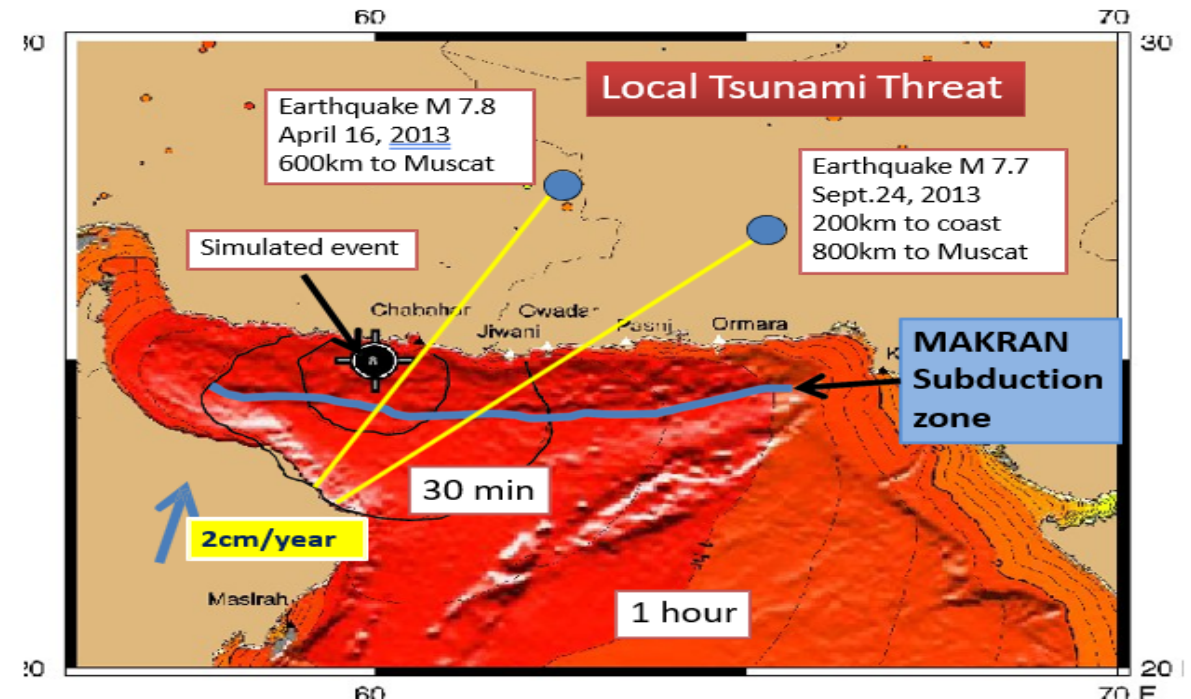 60
70
30
30
Local Tsunami Threat
Earthquake M 7.8
April 16, 2013
600km to Muscat
Earthquake M 7.7
Sept.24, 2013
200km to coast
800km to Muscat
Simulated event
Chabahar
Gwadar
Jiwani
Pasni
Ormara
8
MAKRAN
Subduction
zone
K
30 min
2cm/year
Masirah
1 hour
20
20
60
70 E